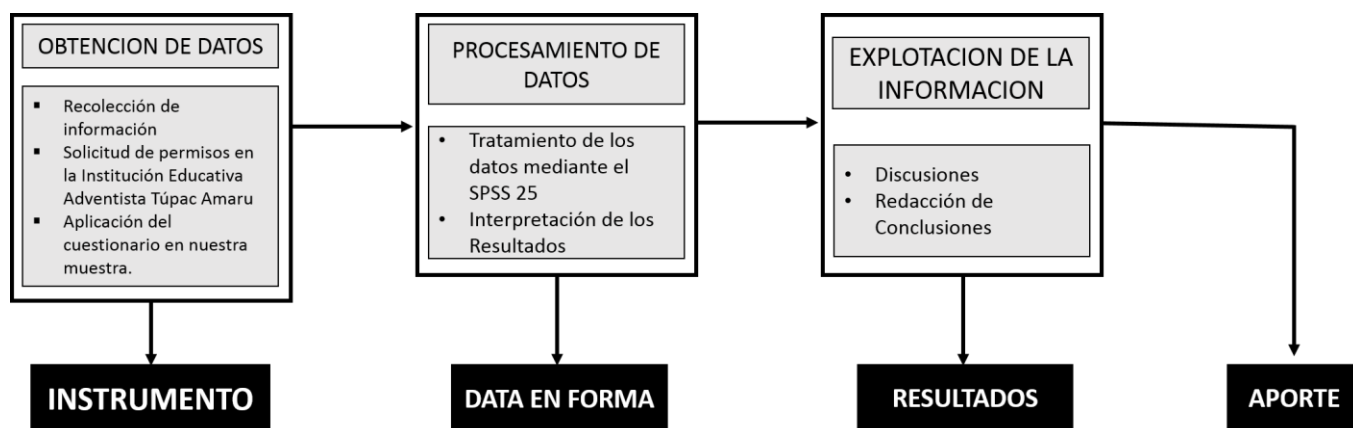 OBTENCION DE DATOS
▪ Recolección de
información
▪ Solicitud de permisos en
la Institución Educativa
Adventista Túpac Amaru
▪ Aplicación del
cuestionario en nuestra
muestra.
INSTRUMENTO
PROCESAMIENTO DE
DATOS
• Tratamiento de los
datos mediante el
SPSS 25
• Interpretación de los
Resultados
DATA EN FORMA
EXPLOTACION DE LA
INFORMACION
• Discusiones
• Redacción de
Conclusiones
RESULTADOS
APORTE